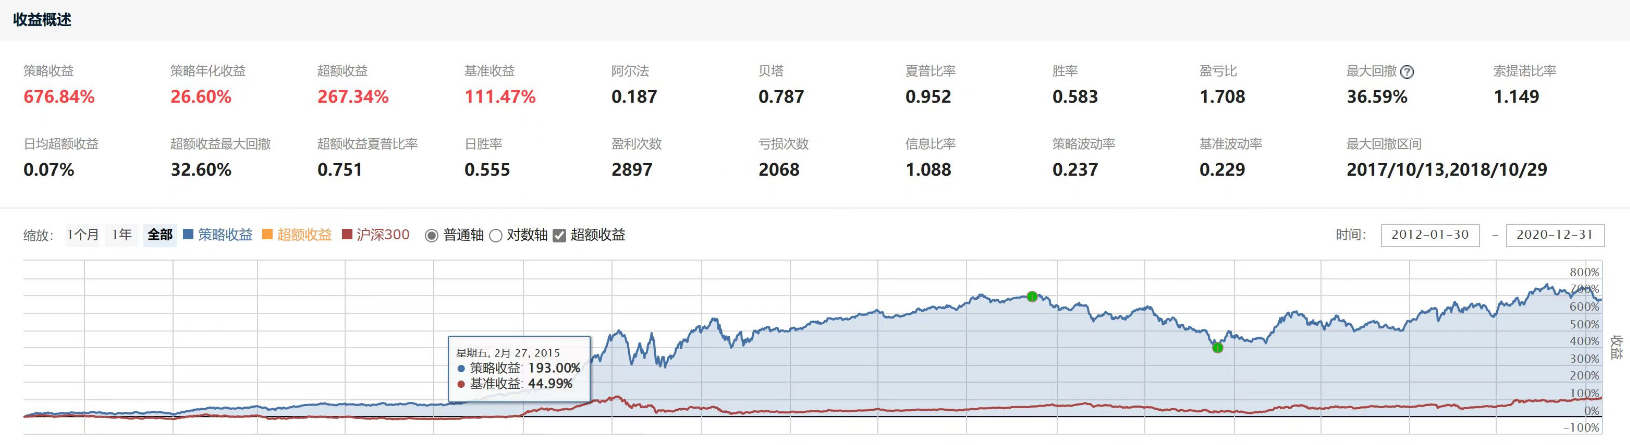 收益概述
策略收益 策略年化收益 超额收益 基准收益 阿尔法 贝塔 夏普比率 胜率 盈亏比 最大回撤 ? 索提诺比率
676.84% 26.60% 267.34% 111.47% 0.187 0.787 0.952 0.583 1.708 36.59% 1.149
日均超额收益 超额收益最大回撤 超额收益夏普比率 日胜率 盈利次数 亏损次数 信息比率 策略波动率 基准波动率 最大回撤区间
0.07% 32.60% 0.751 0.555 2897 2068 1.088 0.237 0.229 2017/10/13,2018/10/29
缩放: 1个月 1年 全部 策略收益 超额收益 沪深300 普通轴 对数轴 超额收益 时间: 2012-01-30 - 2020-12-31
800%
700%
600%
500%
400%
300%
200%
100%
0%
-100%
收益
星期五, 2月 27, 2015
策略收益: 193.00%
基准收益: 44.99%